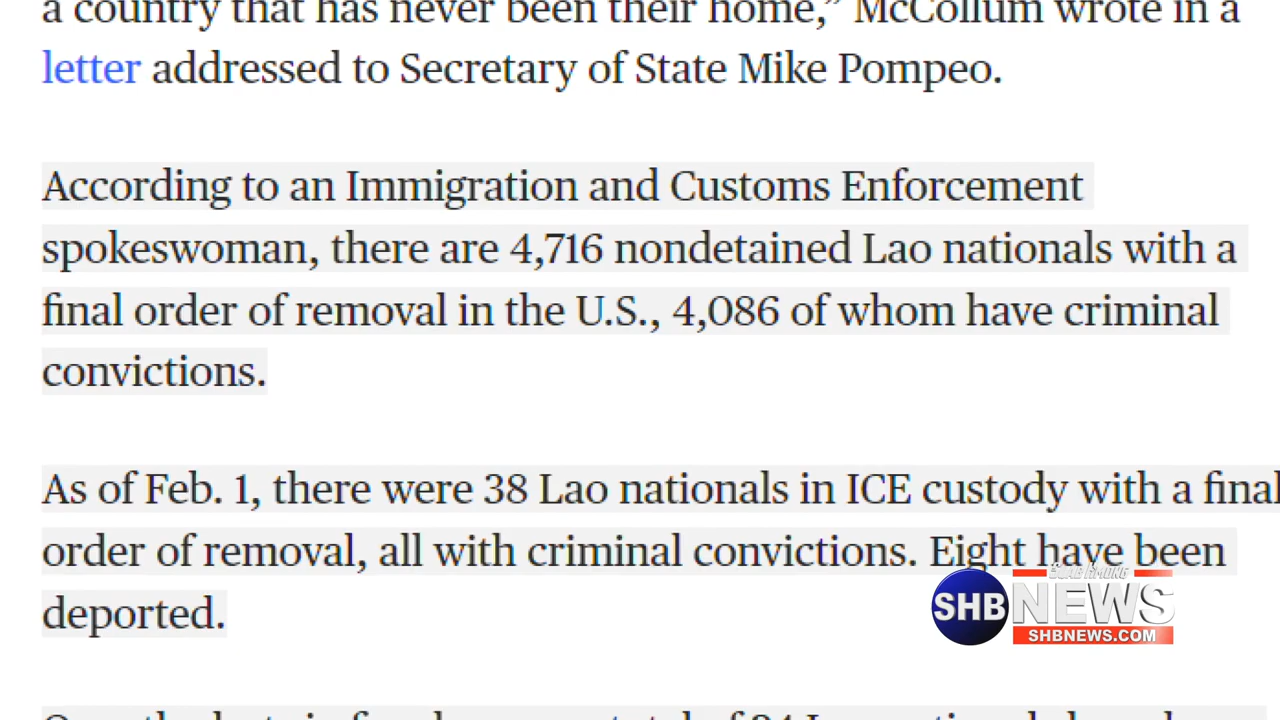 a country that has never been their home,” McCollum wrote in a
letter addressed to Secretary of State Mike Pompeo.
According to an Immigration and Customs Enforcement
spokeswoman, there are 4,716 nondetained Lao nationals with a
final order of removal in the U.S., 4,086 of whom have criminal
convictions.
As of Feb. 1, there were 38 Lao nationals in ICE custody with a final
order of removal, all with criminal convictions. Eight have been
deported.
SUAB HMONG
SHB NEWS
SHBNEWS.COM